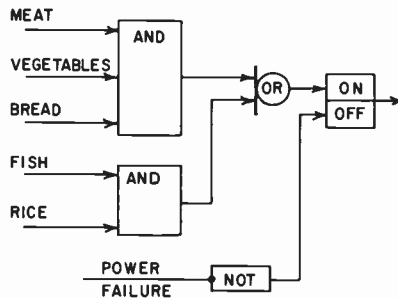 MEAT
AND
VEGETABLES
BREAD
OR
ON
OFF
FISH
AND
RICE
POWER
FAILURE
NOT